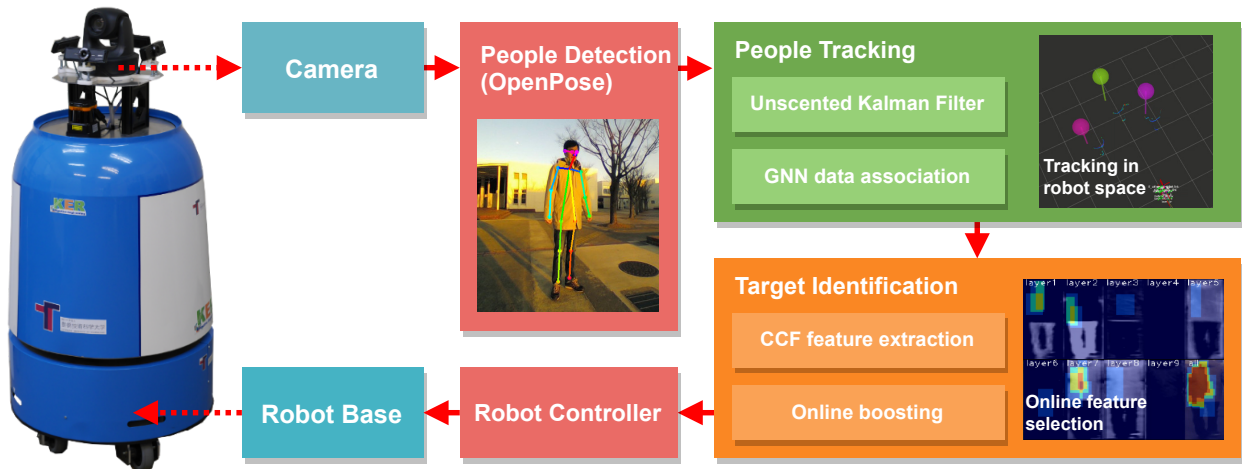 Camera
People Detection
(OpenPose)
People Tracking
Unscented Kalman Filter
GNN data association
Tracking in
robot space
Target Identification
CCF feature extraction
Online boosting
layer1 layer2 layer3 layer4 layer5
layer6 layer7 layer8 layer9 all
Online feature
selection
Robot Controller
Robot Base
KER